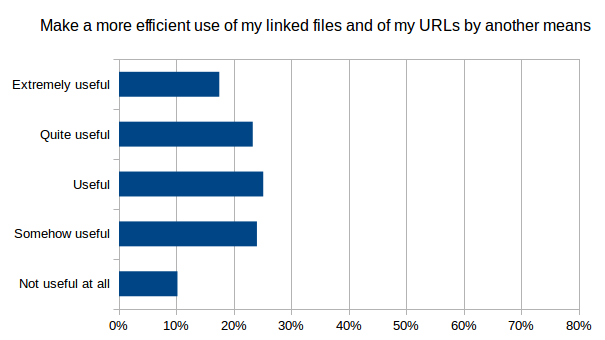 Make a more efficient use of my linked files and of my URLs by another means
Extremely useful
Quite useful
Useful
Somehow useful
Not useful at all
0% 10% 20% 30% 40% 50% 60% 70% 80%